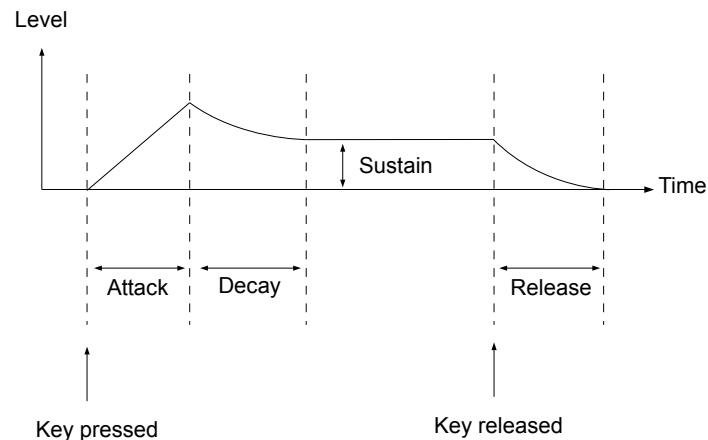 Level
Sustain
Time
Attack
Decay
Release
Key pressed
Key released